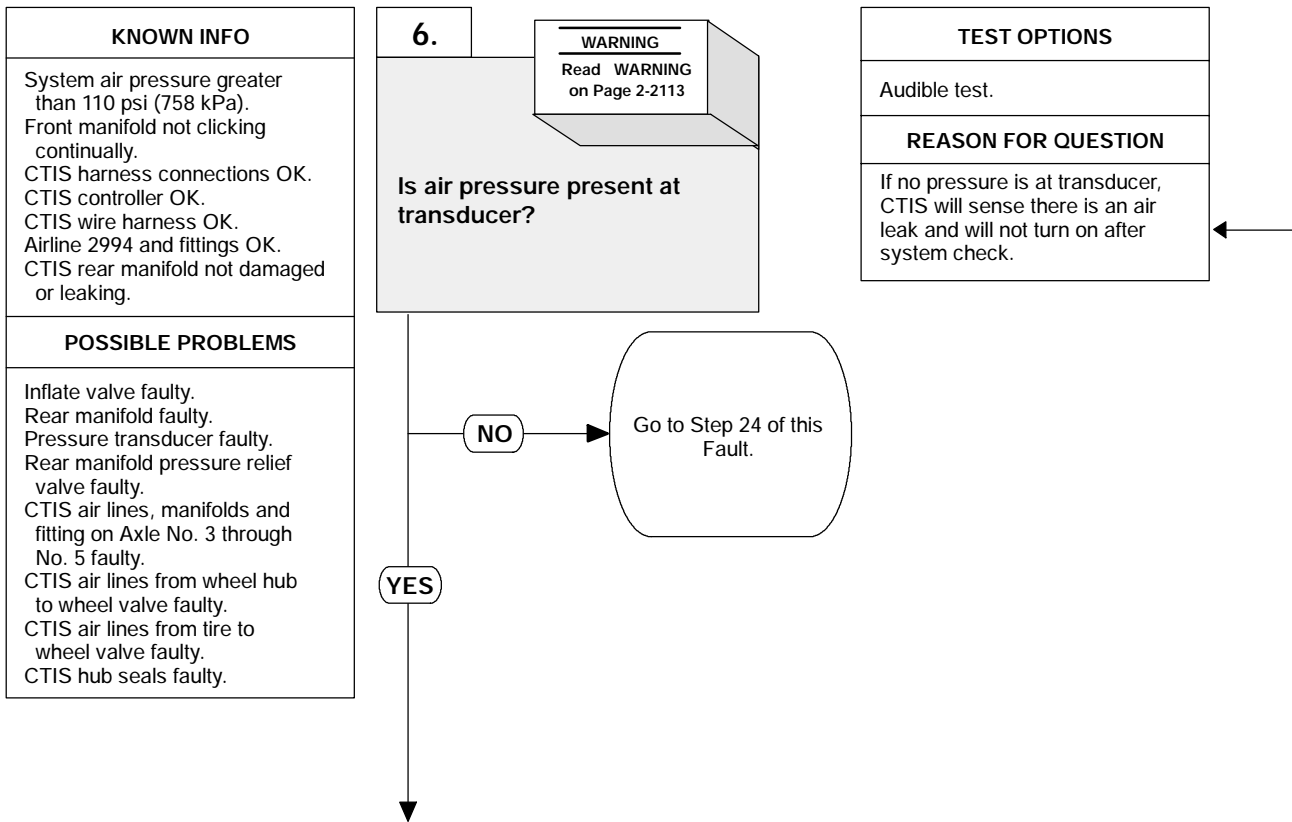 KNOWN INFO
System air pressure greater
than 110 psi (758 kPa).
Front manifold not clicking
continually.
CTIS harness connections OK.
CTIS controller OK.
CTIS wire harness OK.
Airline 2994 and fittings OK.
CTIS rear manifold not damaged
or leaking.
POSSIBLE PROBLEMS
Inflate valve faulty.
Rear manifold faulty.
Pressure transducer faulty.
Rear manifold pressure relief
valve faulty.
CTIS air lines, manifolds and
fitting on Axle No. 3 through
No. 5 faulty.
CTIS air lines from wheel hub
to wheel valve faulty.
CTIS air lines from tire to
wheel valve faulty.
CTIS hub seals faulty.
6.
WARNING
Read WARNING
on Page 2-2113
Is air pressure present at
transducer?
NO
Go to Step 24 of this
Fault.
YES
TEST OPTIONS
Audible test.
REASON FOR QUESTION
If no pressure is at transducer,
CTIS will sense there is an air
leak and will not turn on after
system check.